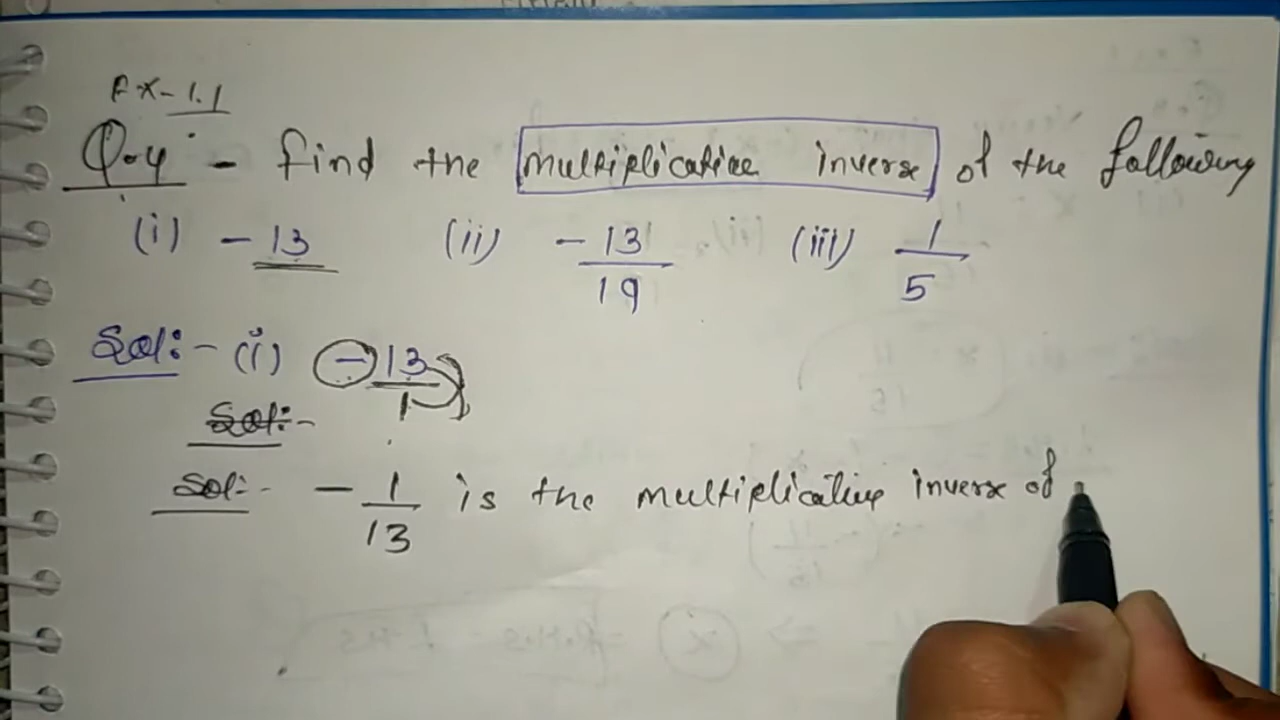 Ex-1.1
Q.4 - find the multiplicative inverse of the following
(i) -13 (ii) -13/19 (iii) 1/5
Sol:- (i) -13/1
Sol:-
Sol:- -1/13 is the multiplicative inverse of